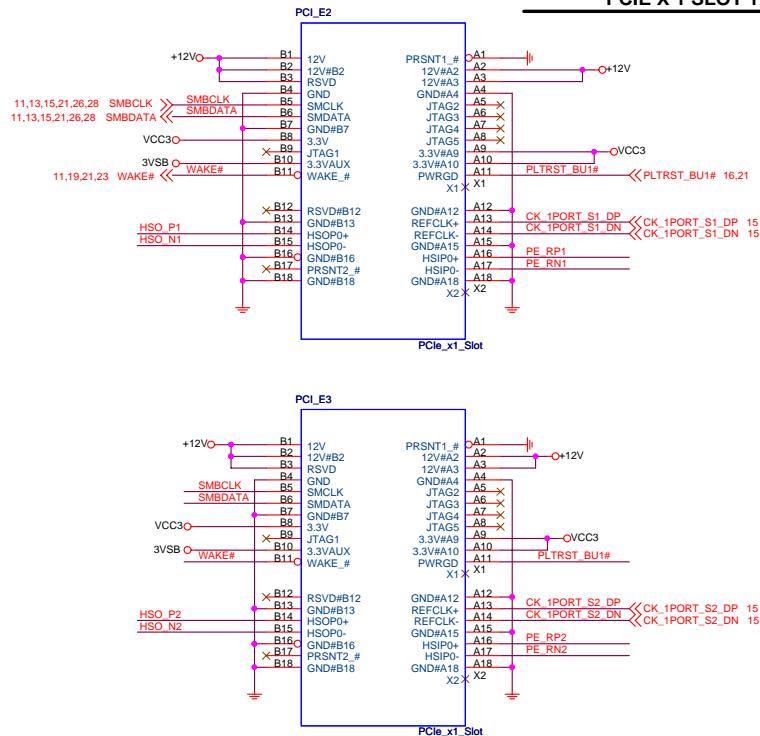 PCIE X 1 SLOT 1
PCI_E2
+12V B1 12V PRSNT1_# A1
B2 12V#B2 12V#A2 A2 +12V
B3 RSVD 12V#A3 A3
B4 GND GND#A4 A4
11,13,15,21,26,28 SMBCLK SMBCLK B5 SMCLK JTAG2 A5
11,13,15,21,26,28 SMBDATA SMBDATA B6 SMDATA JTAG3 A6
B7 GND#B7 JTAG4 A7
VCC3 B8 3.3V JTAG5 A8
B9 JTAG1 3.3V#A9 A9 VCC3
3VSB B10 3.3VAUX 3.3V#A10 A10
11,19,21,23 WAKE# WAKE# B11 WAKE_# PWRGD A11 PLTRST_BU1# PLTRST_BU1# 16,21
X1 X1
B12 RSVD#B12 GND#A12 A12
B13 GND#B13 REFCLK+ A13 CK_1PORT_S1_DP CK_1PORT_S1_DP 15
HSO_P1 B14 HSOP0+ REFCLK- A14 CK_1PORT_S1_DN CK_1PORT_S1_DN 15
HSO_N1 B15 HSOP0- GND#A15 A15
B16 GND#B16 HSIP0+ A16 PE_RP1
B17 PRSNT2_# HSIP0- A17 PE_RN1
B18 GND#B18 GND#A18 A18
X2 X2
PCIe_x1_Slot
PCI_E3
+12V B1 12V PRSNT1_# A1
B2 12V#B2 12V#A2 A2 +12V
B3 RSVD 12V#A3 A3
B4 GND GND#A4 A4
SMBCLK B5 SMCLK JTAG2 A5
SMBDATA B6 SMDATA JTAG3 A6
B7 GND#B7 JTAG4 A7
VCC3 B8 3.3V JTAG5 A8
B9 JTAG1 3.3V#A9 A9 VCC3
3VSB B10 3.3VAUX 3.3V#A10 A10
WAKE# B11 WAKE_# PWRGD A11 PLTRST_BU1#
X1 X1
B12 RSVD#B12 GND#A12 A12
B13 GND#B13 REFCLK+ A13 CK_1PORT_S2_DP CK_1PORT_S2_DP 15
HSO_P2 B14 HSOP0+ REFCLK- A14 CK_1PORT_S2_DN CK_1PORT_S2_DN 15
HSO_N2 B15 HSOP0- GND#A15 A15
B16 GND#B16 HSIP0+ A16 PE_RP2
B17 PRSNT2_# HSIP0- A17 PE_RN2
B18 GND#B18 GND#A18 A18
X2 X2
PCIe_x1_Slot